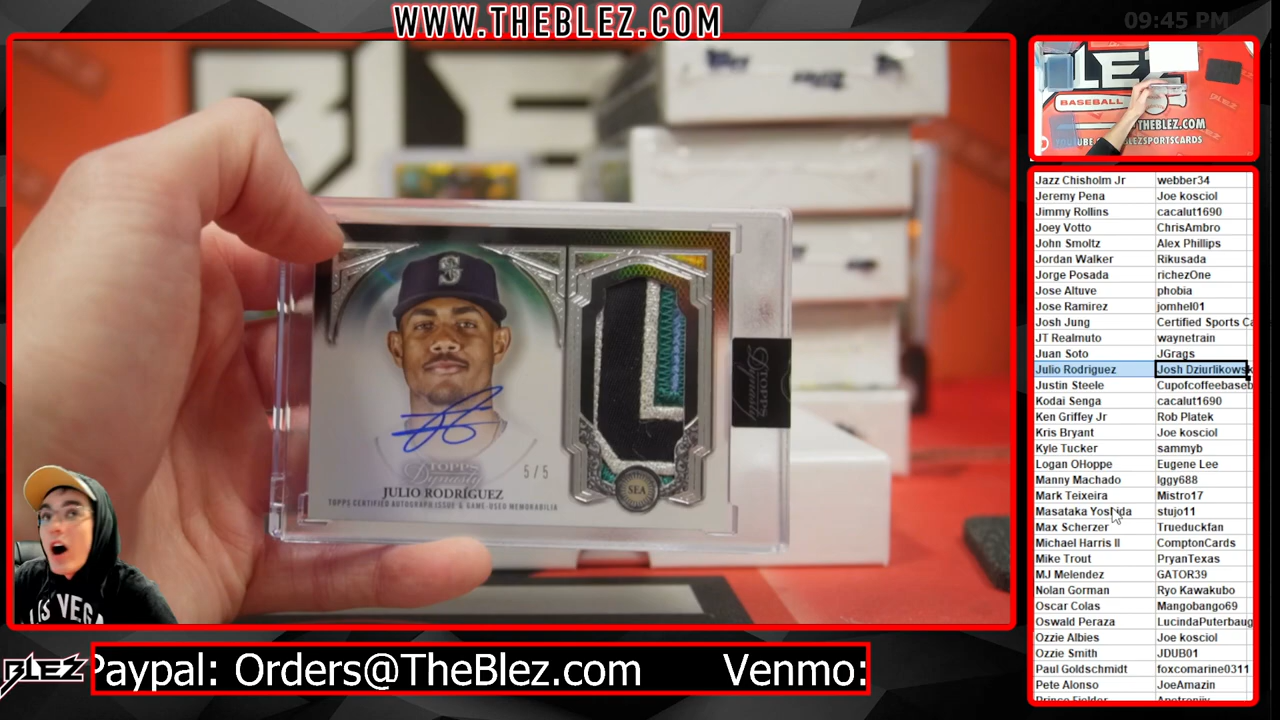 WWW.THEBLEZ.COM
09:45 PM
BLEZ
BASEBALL
THEBLEZ.COM
S
TOPPS
Dynasty
5/5
JULIO RODRÍGUEZ
TOPPS CERTIFIED AUTOGRAPH ISSUE & GAME-USED MEMORABILIA
SEA
TOPPS
Dynasty
Jazz Chisholm Jr webber34
Jeremy Pena Joe kosciol
Jimmy Rollins cacalut1690
Joey Votto ChrisAmbro
John Smoltz Alex Phillips
Jordan Walker Rikusada
Jorge Posada richezOne
Jose Altuve phobia
Jose Ramirez jomhel01
Josh Jung Certified Sports Ca
JT Realmuto waynetrain
Juan Soto JGrags
Julio Rodriguez Josh Dziurlikowsk
Justin Steele Cupofcoffeebaseb
Kodai Senga cacalut1690
Ken Griffey Jr Rob Platek
Kris Bryant Joe kosciol
Kyle Tucker sammyb
Logan OHoppe Eugene Lee
Manny Machado Iggy688
Mark Teixeira Mistro17
Masataka Yoshida stujo11
Max Scherzer Trueduckfan
Michael Harris II ComptonCards
Mike Trout PryanTexas
MJ Melendez GATOR39
Nolan Gorman Ryo Kawakubo
Oscar Colas Mangobango69
Oswald Peraza LucindaPuterbaug
Ozzie Albies Joe kosciol
Ozzie Smith JDUB01
Paul Goldschmidt foxcomarine0311
Pete Alonso JoeAmazin
Prince Fielder
BLEZ
Paypal: Orders@TheBlez.com Venmo: